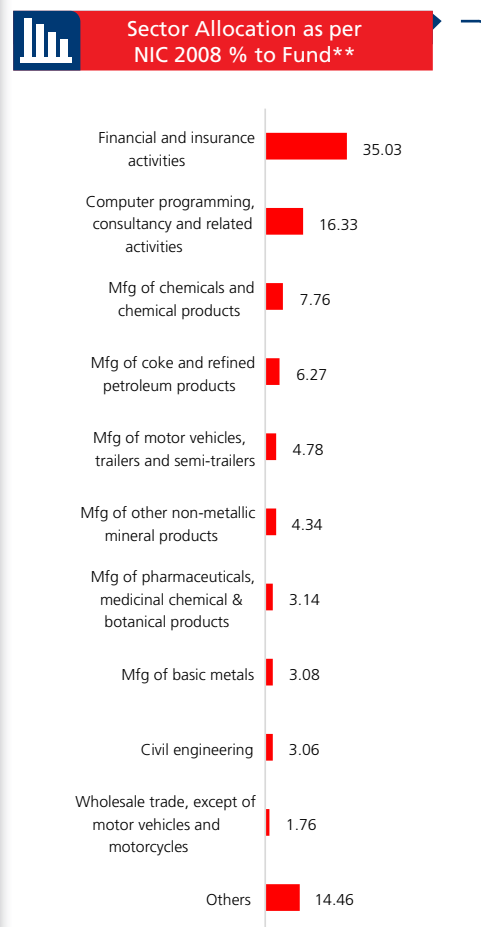 Sector Allocation as per
NIC 2008 % to Fund**
Financial and insurance
activities
35.03
Computer programming,
consultancy and related
activities
16.33
Mfg of chemicals and
chemical products
7.76
Mfg of coke and refined
petroleum products
6.27
Mfg of motor vehicles,
trailers and semi-trailers
4.78
Mfg of other non-metallic
mineral products
4.34
Mfg of pharmaceuticals,
medicinal chemical &
botanical products
3.14
Mfg of basic metals
3.08
Civil engineering
3.06
Wholesale trade, except of
motor vehicles and
motorcycles
1.76
Others
14.46